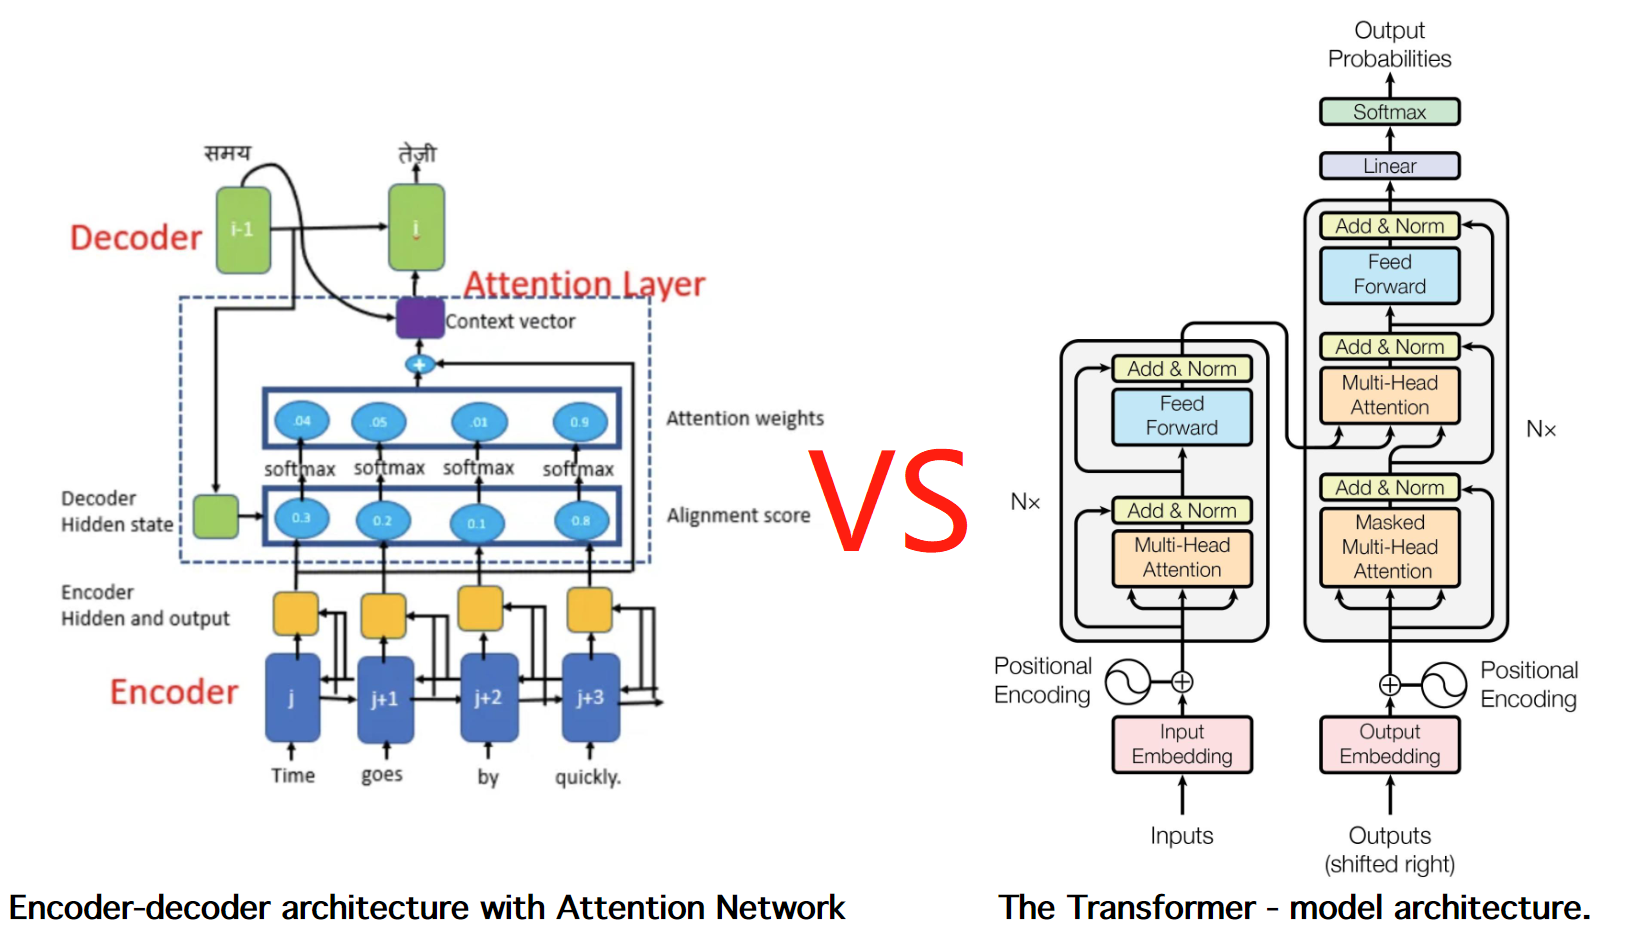 समय
तेज़ी
Decoder
i-1
i
Attention Layer
Context vector
+
.04
.05
.01
0.9
Attention weights
softmax
softmax
softmax
softmax
Decoder
Hidden state
0.3
0.2
0.1
0.8
Alignment score
Encoder
Hidden and output
Encoder
j
j+1
j+2
j+3
Time
goes
by
quickly.
Encoder-decoder architecture with Attention Network
VS
Output
Probabilities
Softmax
Linear
Add & Norm
Feed
Forward
Add & Norm
Multi-Head
Attention
Add & Norm
Masked
Multi-Head
Attention
N×
Add & Norm
Feed
Forward
Add & Norm
Multi-Head
Attention
N×
Positional
Encoding
Positional
Encoding
Input
Embedding
Output
Embedding
Inputs
Outputs
(shifted right)
The Transformer - model architecture.